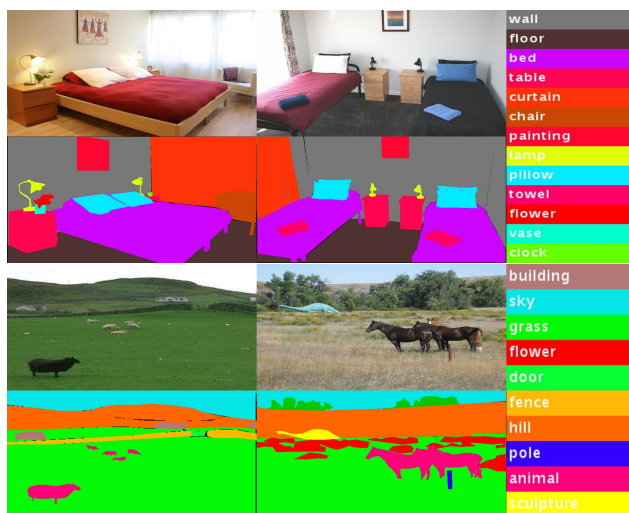 wall
floor
bed
table
curtain
chair
painting
lamp
pillow
towel
flower
vase
clock
building
sky
grass
flower
door
fence
hill
pole
animal
sculpture